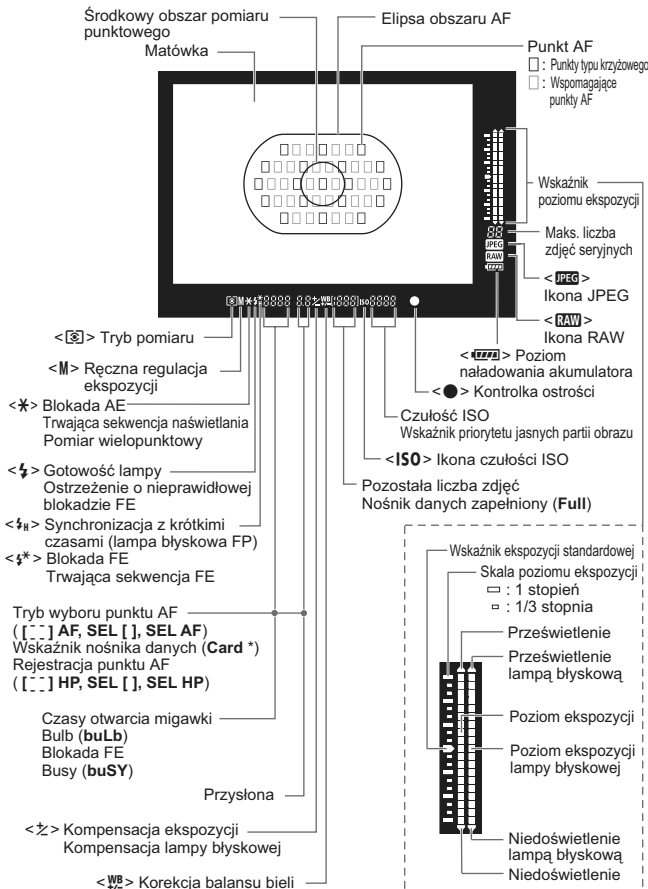 Środkowy obszar pomiaru
punktowego
Elipsa obszaru AF
Matówka
Punkt AF
: Punkty typu krzyżowego
: Wspomagające
punkty AF
Wskaźnik
poziomu ekspozycji
Maks. liczba
zdjęć seryjnych
< JPEG >
Ikona JPEG
< RAW >
Ikona RAW
JPEG
RAW
M
WB
ISO
< > Tryb pomiaru
< M > Ręczna regulacja
ekspozycji
< > Poziom
naładowania akumulatora
< ● > Kontrolka ostrości
< ✱ > Blokada AE
Trwająca sekwencja naświetlania
Pomiar wielopunktowy
Czułość ISO
Wskaźnik priorytetu jasnych partii obrazu
< ISO > Ikona czułości ISO
< ⚡ > Gotowość lampy
Ostrzeżenie o nieprawidłowej
blokadzie FE
Pozostała liczba zdjęć
Nośnik danych zapełniony (Full)
< ⚡H > Synchronizacja z krótkimi
czasami (lampa błyskowa FP)
< ⚡* > Blokada FE
Trwająca sekwencja FE
Tryb wyboru punktu AF
( [ ] AF, SEL [ ], SEL AF)
Wskaźnik nośnika danych (Card *)
Rejestracja punktu AF
( [ ] HP, SEL [ ], SEL HP)
Czasy otwarcia migawki
Bulb (buLb)
Blokada FE
Busy (buSY)
Przysłona
< > Kompensacja ekspozycji
Kompensacja lampy błyskowej
< WB > Korekcja balansu bieli
Wskaźnik ekspozycji standardowej
Skala poziomu ekspozycji
: 1 stopień
: 1/3 stopnia
Prześwietlenie
Prześwietlenie
lampą błyskową
Poziom ekspozycji
Poziom ekspozycji
lampy błyskowej
Niedoświetlenie
lampą błyskową
Niedoświetlenie